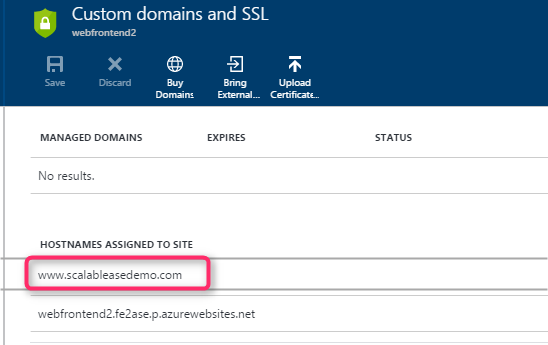 Custom domains and SSL
webfrontend2
Save
Discard
Buy
Domains
Bring
External...
Upload
Certificate...
MANAGED DOMAINS EXPIRES STATUS
No results.
HOSTNAMES ASSIGNED TO SITE
www.scalableasedemo.com
webfrontend2.fe2ase.p.azurewebsites.net